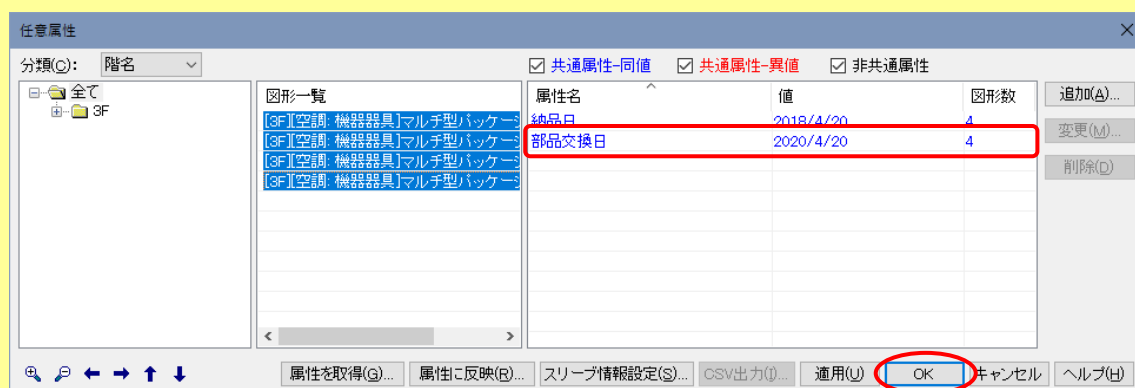 任意属性
分類(C): 階名
共通属性-同値 共通属性-異値 非共通属性
全て
3F
図形一覧
[3F][空調: 機器器具]マルチ型パッケー
[3F][空調: 機器器具]マルチ型パッケー
[3F][空調: 機器器具]マルチ型パッケー
[3F][空調: 機器器具]マルチ型パッケー
属性名 値 図形数
納品日 2018/4/20 4
部品交換日 2020/4/20 4
追加(A)...
変更(M)...
削除(D)
属性を取得(G)... 属性に反映(R)... スリーブ情報設定(S)... CSV出力(I)... 適用(U) OK キャンセル ヘルプ(H)